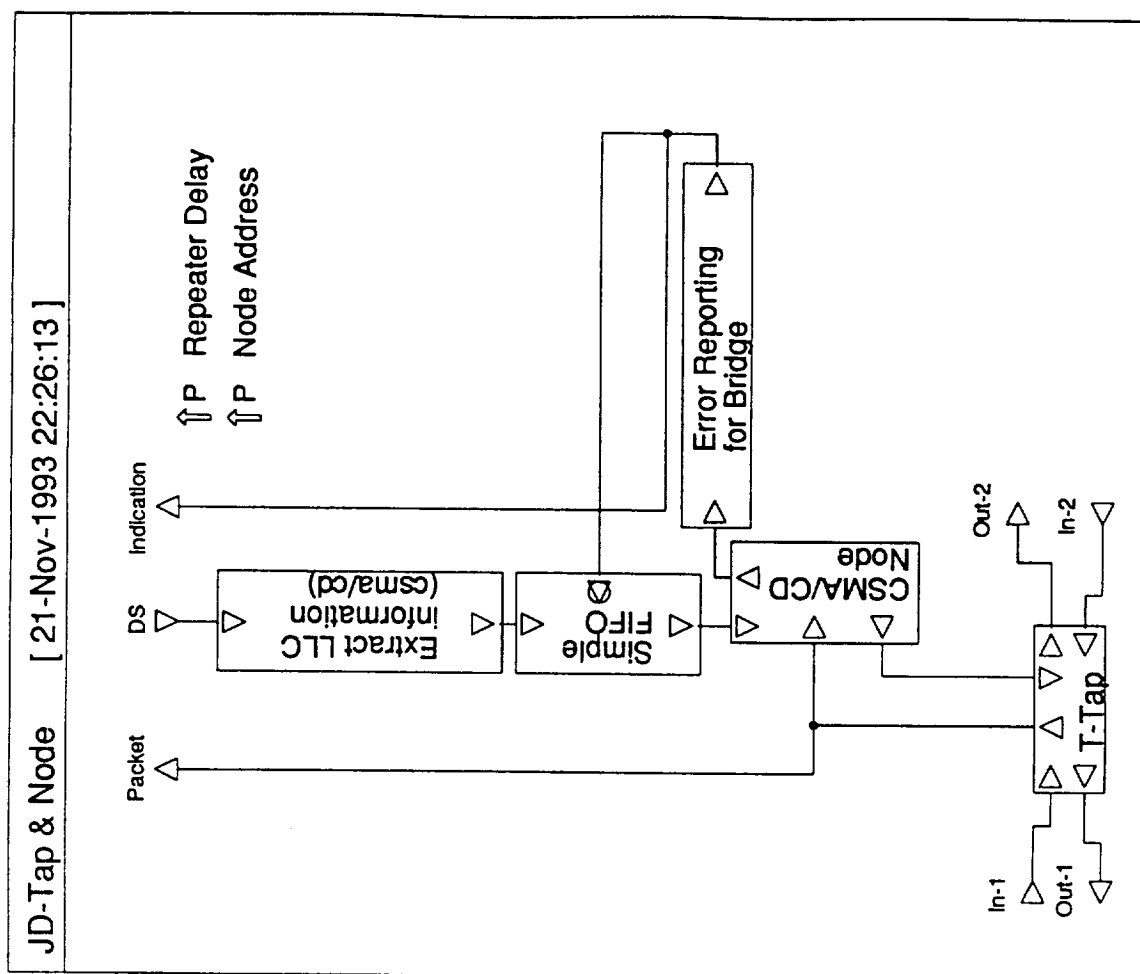 JD-Tap & Node [ 21-Nov-1993 22:26:13 ]
Packet
DS
Indication
P Repeater Delay
P Node Address
Extract LLC
information
(csma/cd)
Simple
FIFO
CSMA/CD
Node
Error Reporting
for Bridge
In-1
Out-1
T-Tap
Out-2
In-2